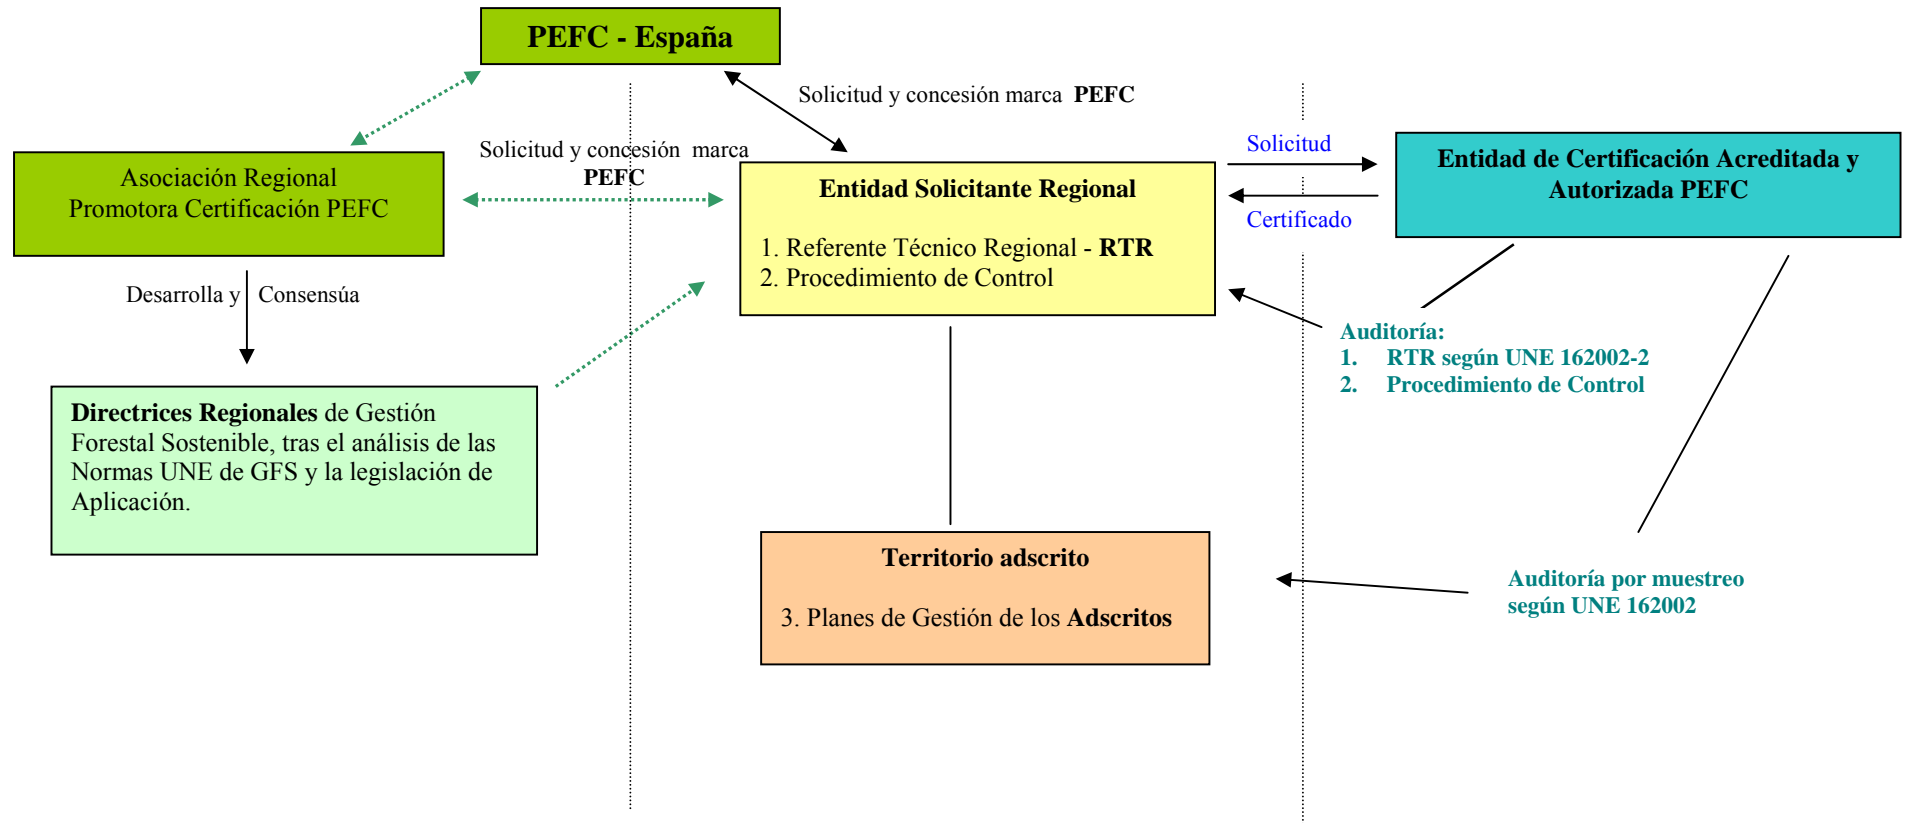 PEFC - España
Solicitud y concesión marca PEFC
Solicitud y concesión marca
PEFC
Asociación Regional
Promotora Certificación PEFC
Entidad Solicitante Regional
1. Referente Técnico Regional - RTR
2. Procedimiento de Control
Solicitud
Certificado
Entidad de Certificación Acreditada y
Autorizada PEFC
Desarrolla y Consensúa
Auditoría:
1. RTR según UNE 162002-2
2. Procedimiento de Control
Directrices Regionales de Gestión
Forestal Sostenible, tras el análisis de las
Normas UNE de GFS y la legislación de
Aplicación.
Territorio adscrito
3. Planes de Gestión de los Adscritos
Auditoría por muestreo
según UNE 162002